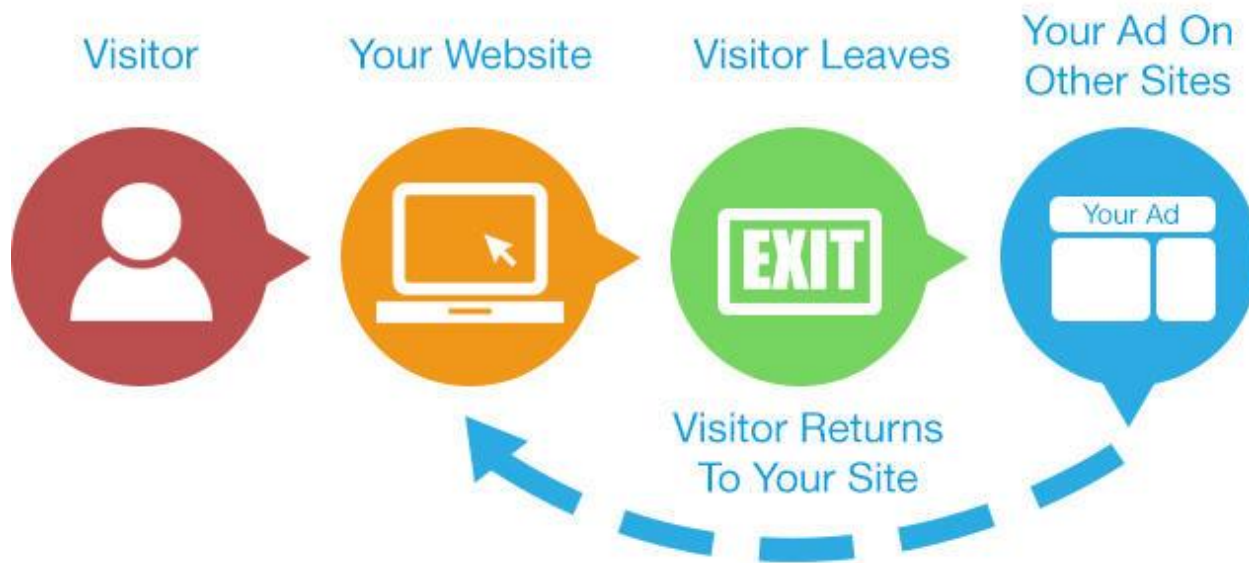 Visitor
Your Website
Visitor Leaves
Your Ad On
Other Sites
EXIT
Your Ad
Visitor Returns
To Your Site